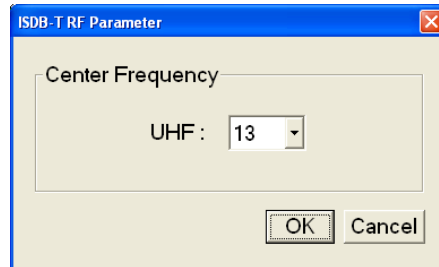 ISDB-T RF Parameter
Center Frequency
UHF : 13
OK Cancel